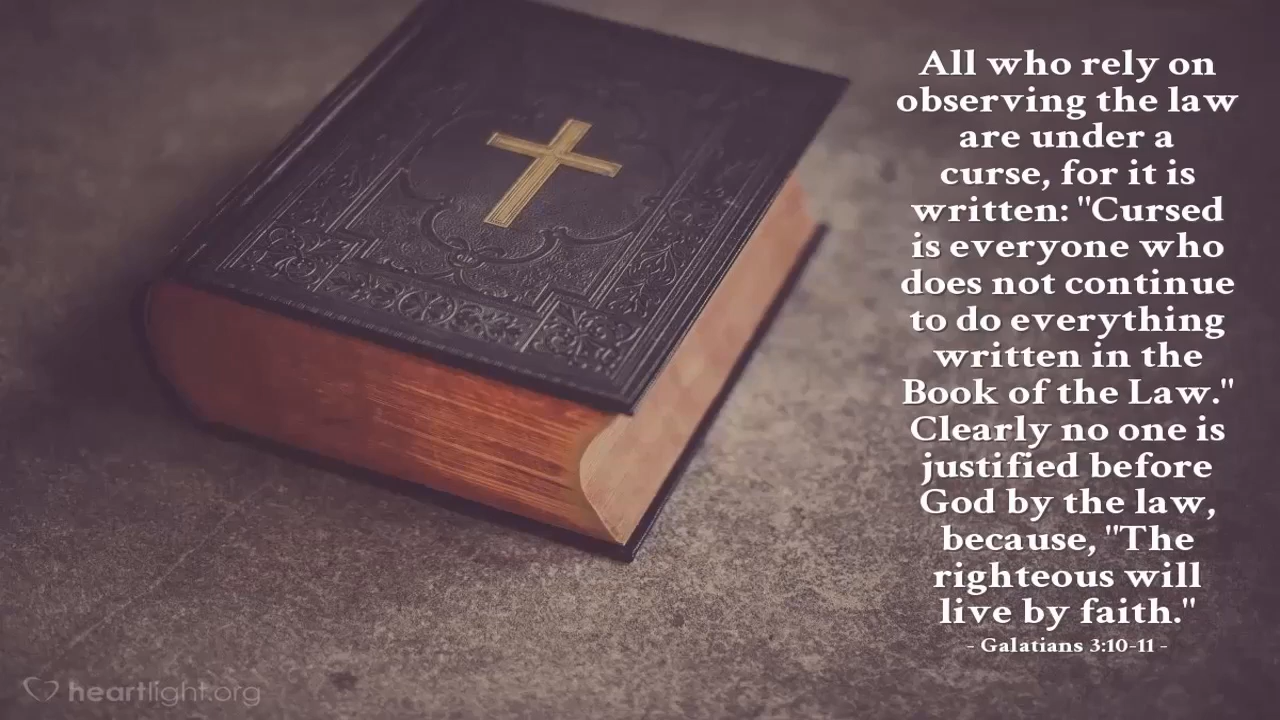 All who rely on
observing the law
are under a
curse, for it is
written: "Cursed
is everyone who
does not continue
to do everything
written in the
Book of the Law."
Clearly no one is
justified before
God by the law,
because, "The
righteous will
live by faith."
- Galatians 3:10-11 -
heartlight.org